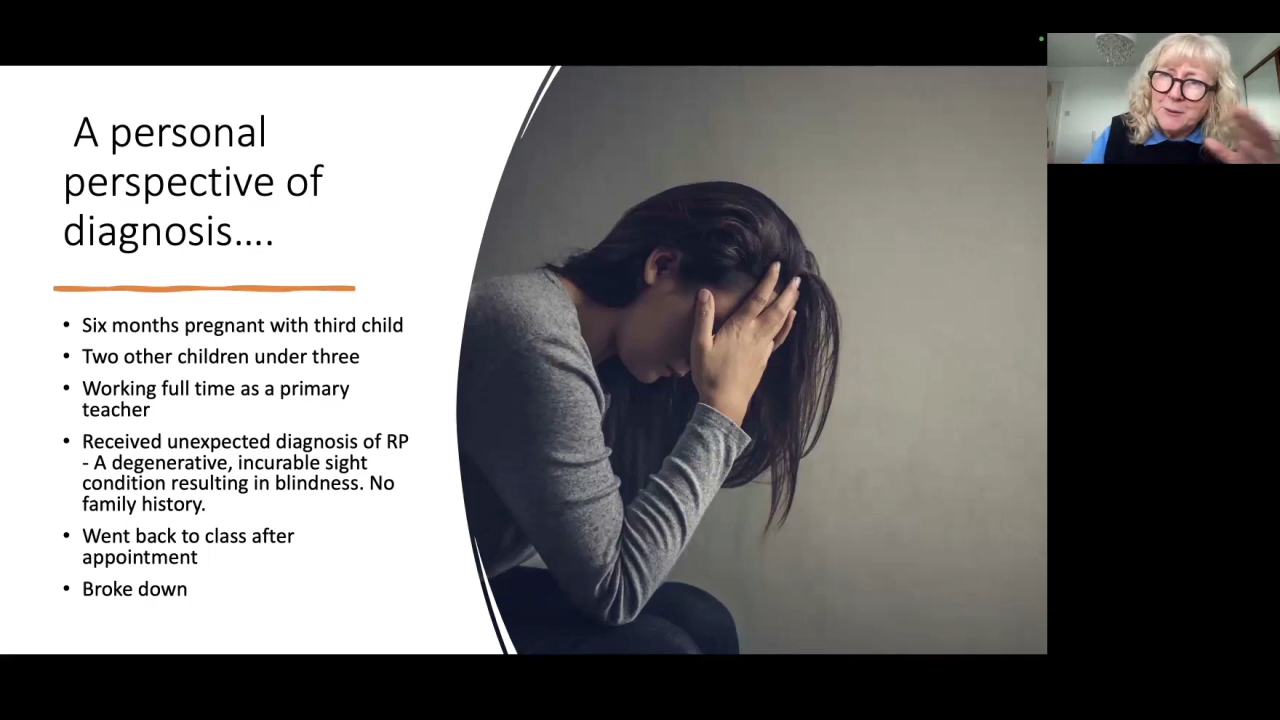 A personal
perspective of
diagnosis....
• Six months pregnant with third child
• Two other children under three
• Working full time as a primary
teacher
• Received unexpected diagnosis of RP
- A degenerative, incurable sight
condition resulting in blindness. No
family history.
• Went back to class after
appointment
• Broke down